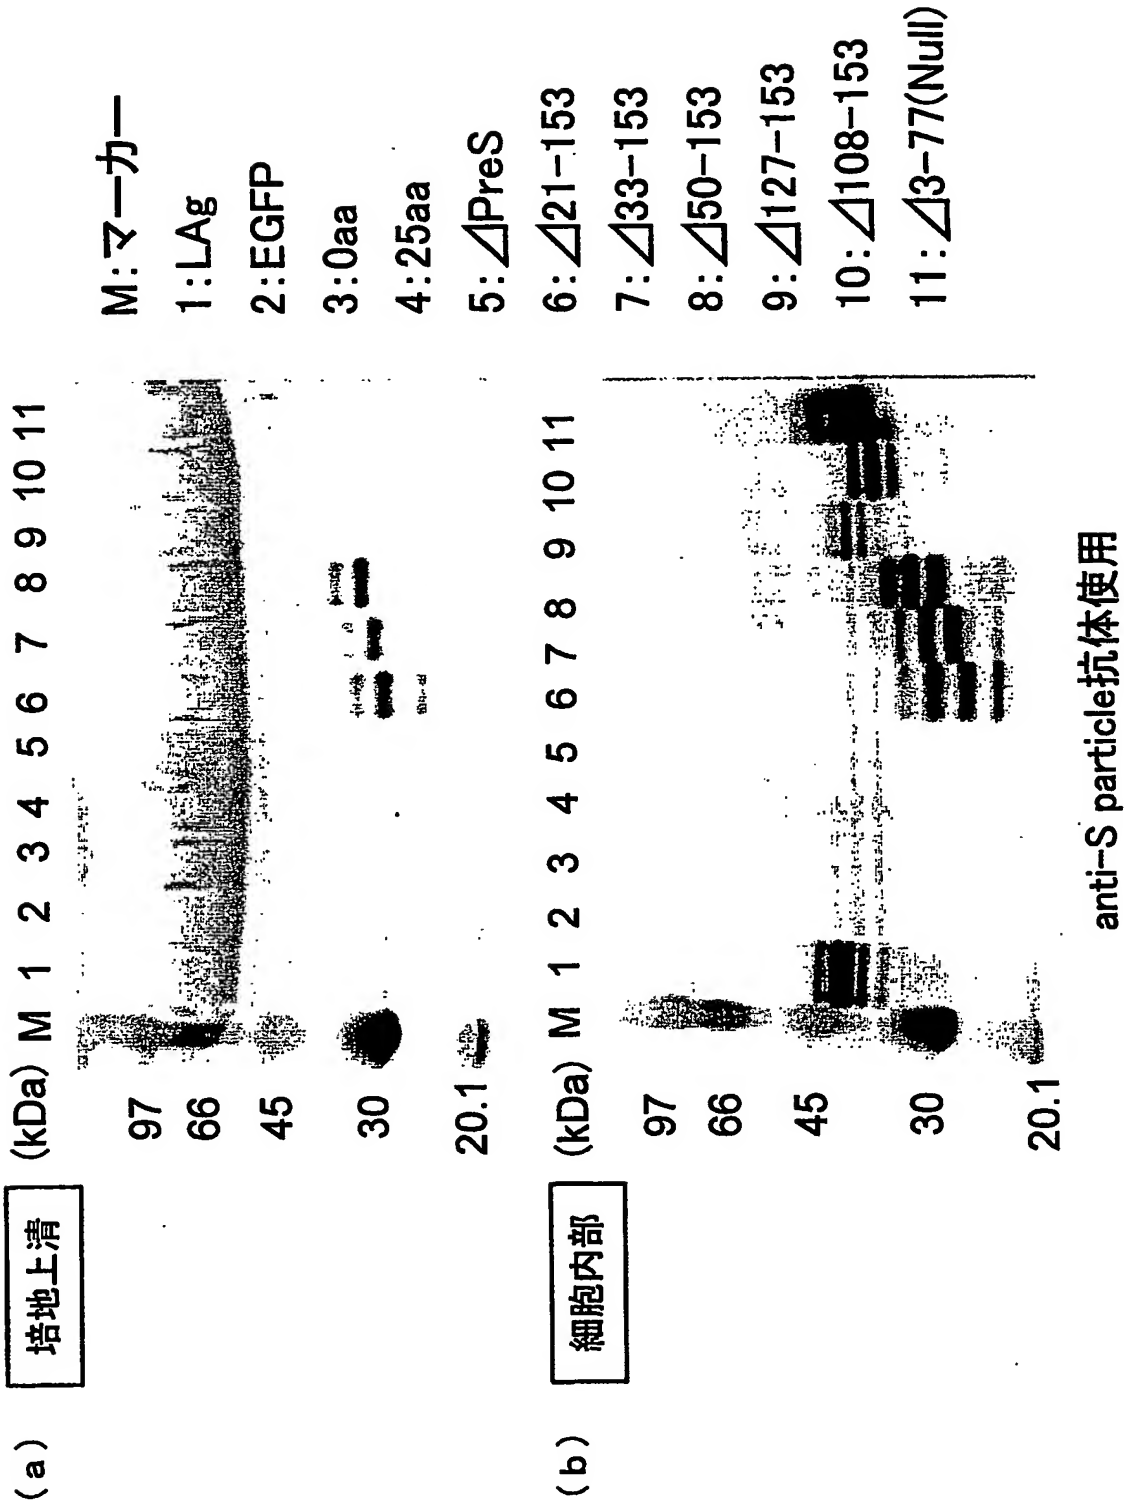 (a)
培地上清
(kDa) M 1 2 3 4 5 6 7 8 9 10 11
97
66
45
30
20.1
(b)
細胞内部
(kDa) M 1 2 3 4 5 6 7 8 9 10 11
97
66
45
30
20.1
anti-S particle抗体使用
M:マーカー
1:LAg
2:EGFP
3:0aa
4:25aa
5:⊿PreS
6:⊿21-153
7:⊿33-153
8:⊿50-153
9:⊿127-153
10:⊿108-153
11:⊿3-77(Null)